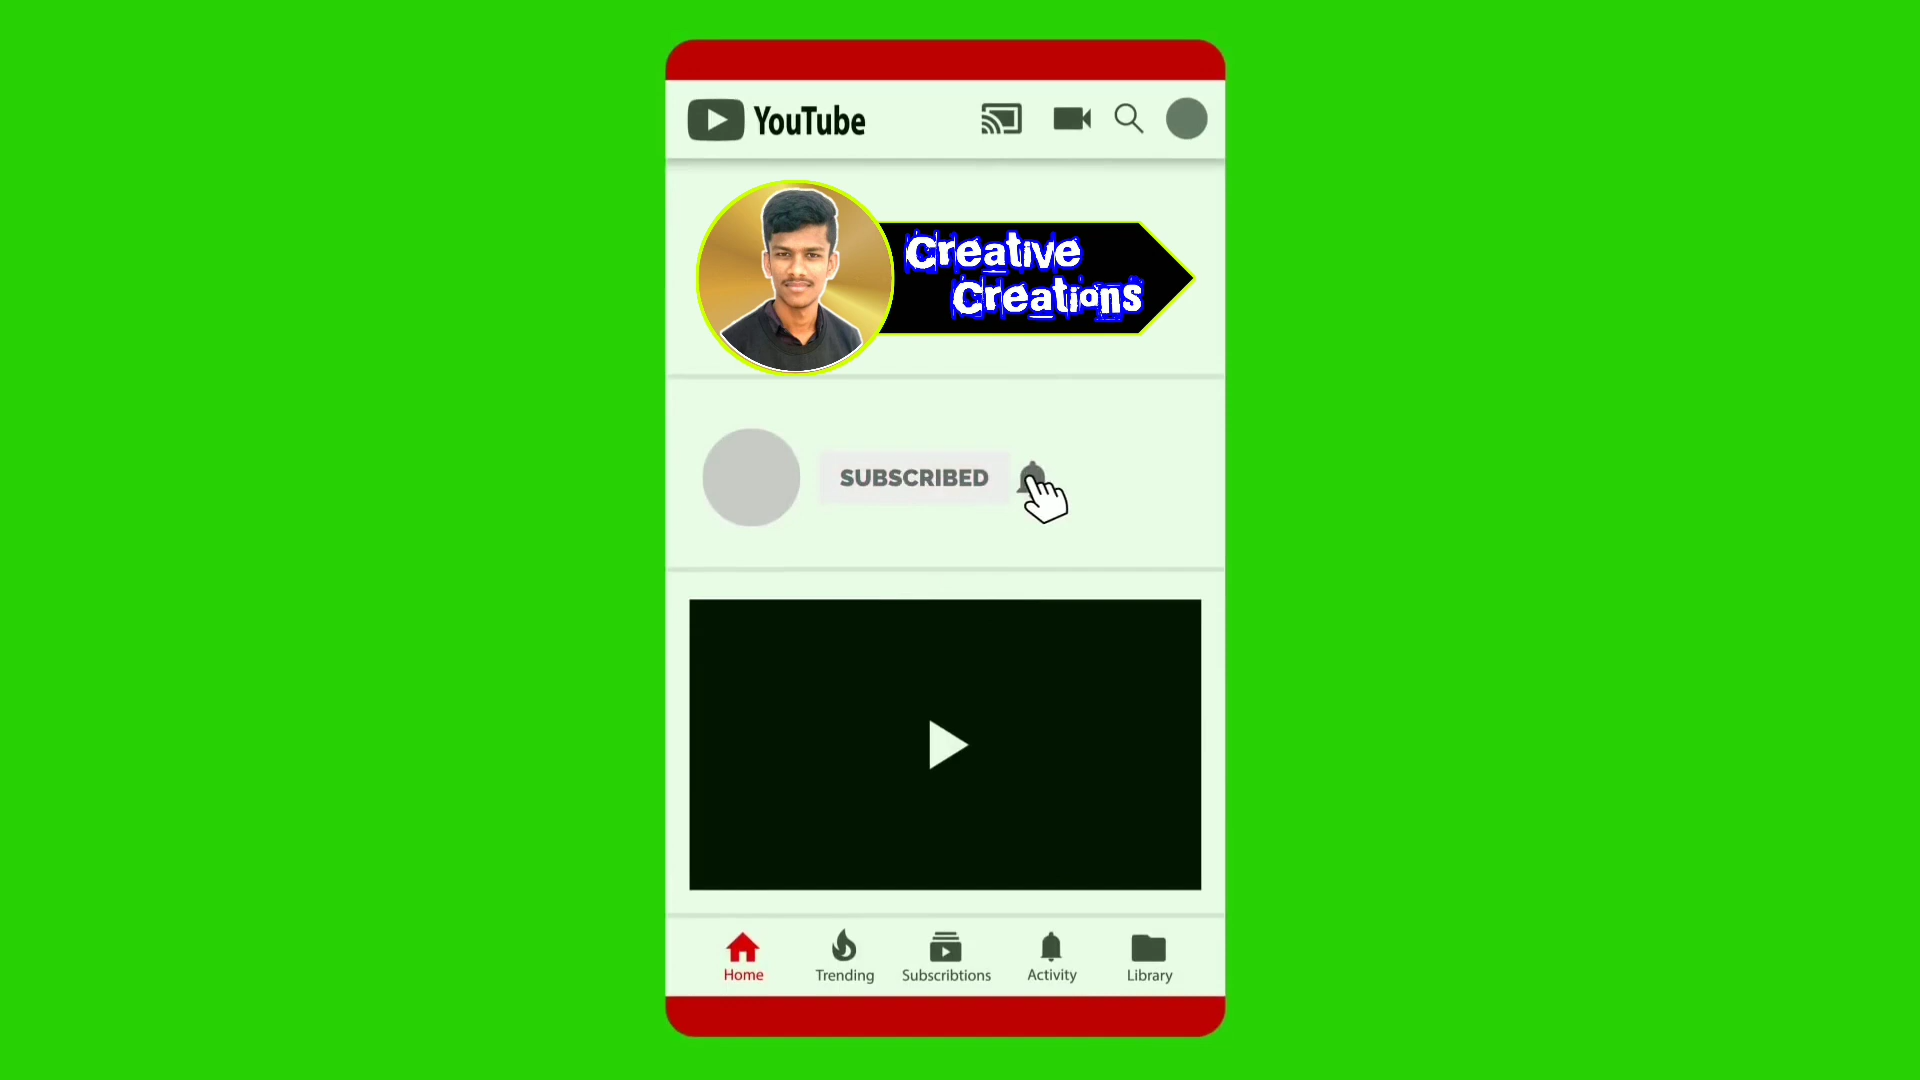 YouTube
Creative
Creations
SUBSCRIBED
Home
Trending
Subscribtions
Activity
Library